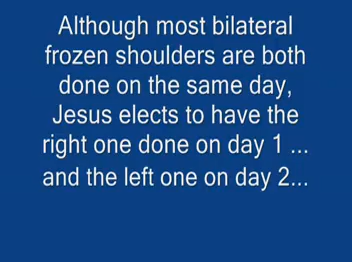 Although most bilateral
frozen shoulders are both
done on the same day,
Jesus elects to have the
right one done on day 1 ...
and the left one on day 2...